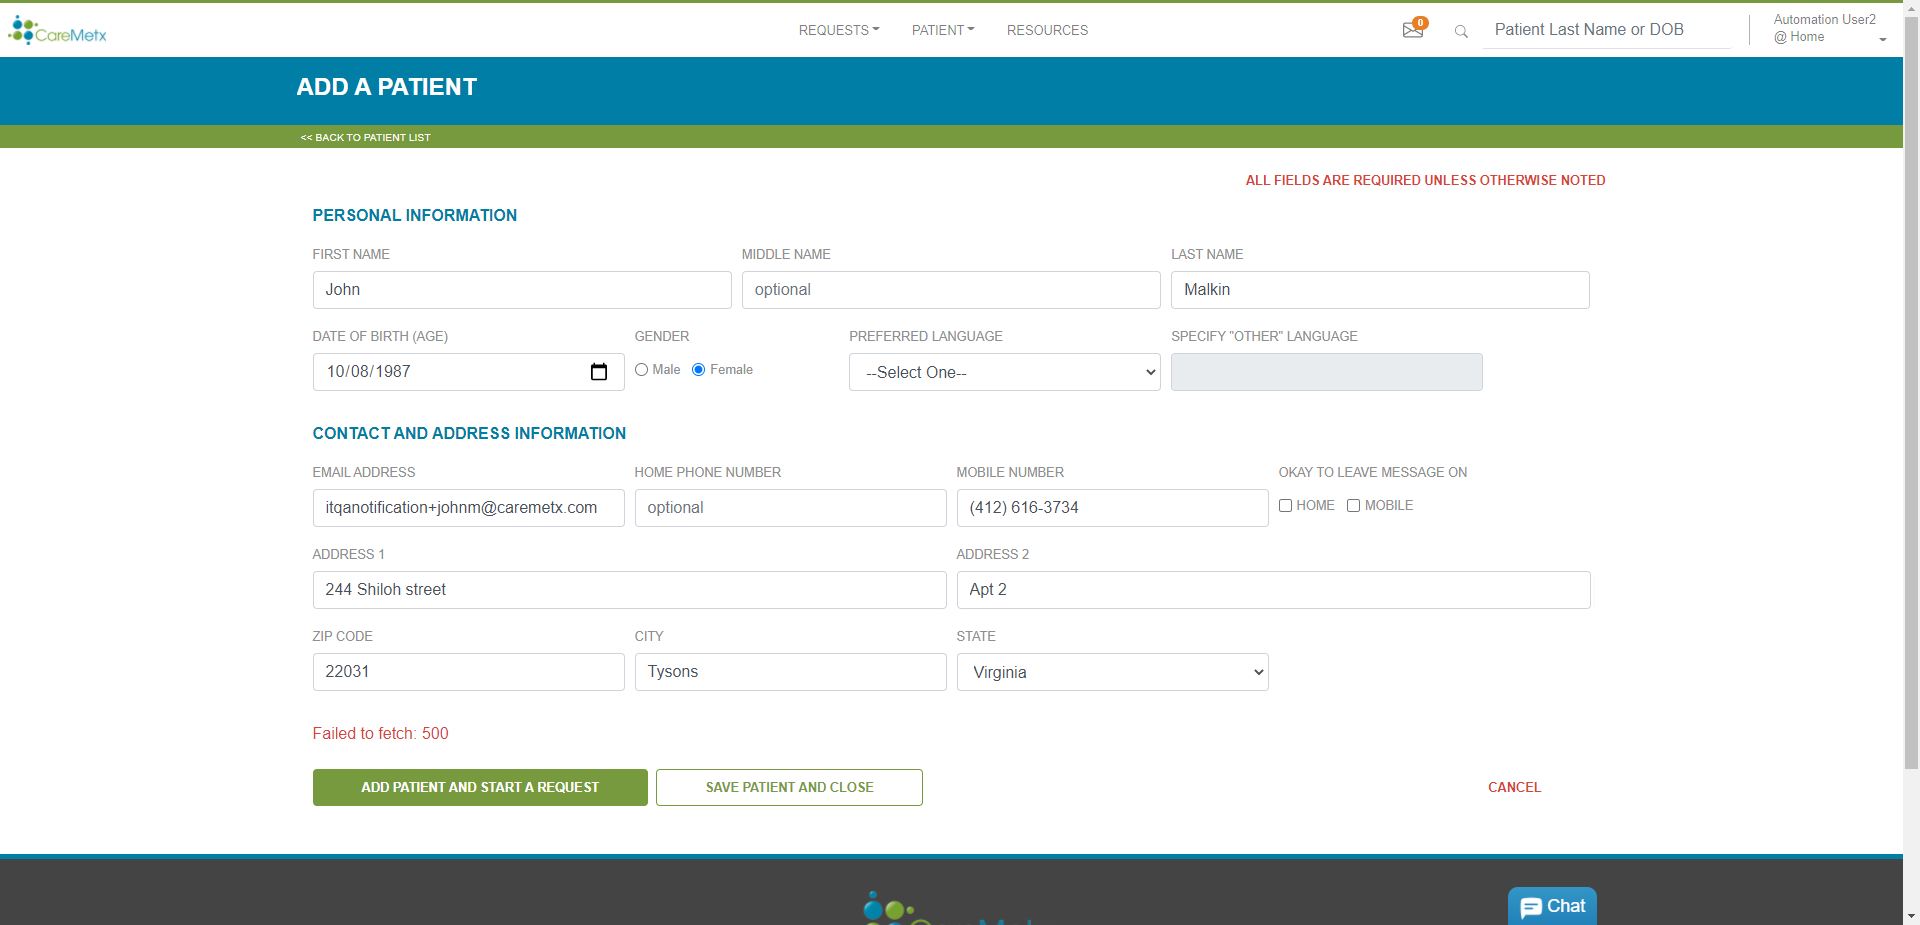 CareMetx
REQUESTS
PATIENT
RESOURCES
0
Patient Last Name or DOB
Automation User2
@ Home
ADD A PATIENT
<< BACK TO PATIENT LIST
ALL FIELDS ARE REQUIRED UNLESS OTHERWISE NOTED
PERSONAL INFORMATION
FIRST NAME
MIDDLE NAME
LAST NAME
John
optional
Malkin
DATE OF BIRTH (AGE)
GENDER
PREFERRED LANGUAGE
SPECIFY "OTHER" LANGUAGE
10/08/1987
Male
Female
--Select One--
CONTACT AND ADDRESS INFORMATION
EMAIL ADDRESS
HOME PHONE NUMBER
MOBILE NUMBER
OKAY TO LEAVE MESSAGE ON
itqanotification+johnm@caremetx.com
optional
(412) 616-3734
HOME
MOBILE
ADDRESS 1
ADDRESS 2
244 Shiloh street
Apt 2
ZIP CODE
CITY
STATE
22031
Tysons
Virginia
Failed to fetch: 500
ADD PATIENT AND START A REQUEST
SAVE PATIENT AND CLOSE
CANCEL
Chat